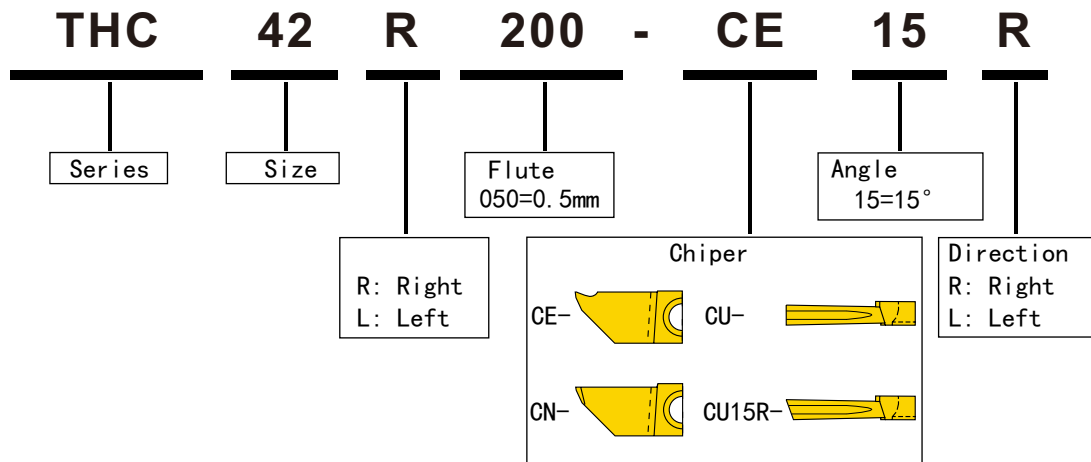 THC 42 R 200 - CE 15 R
Series
Size
Flute
050=0.5mm
Angle
15=15°
R: Right
L: Left
Chiper
CE-
CU-
CN-
CU15R-
Direction
R: Right
L: Left